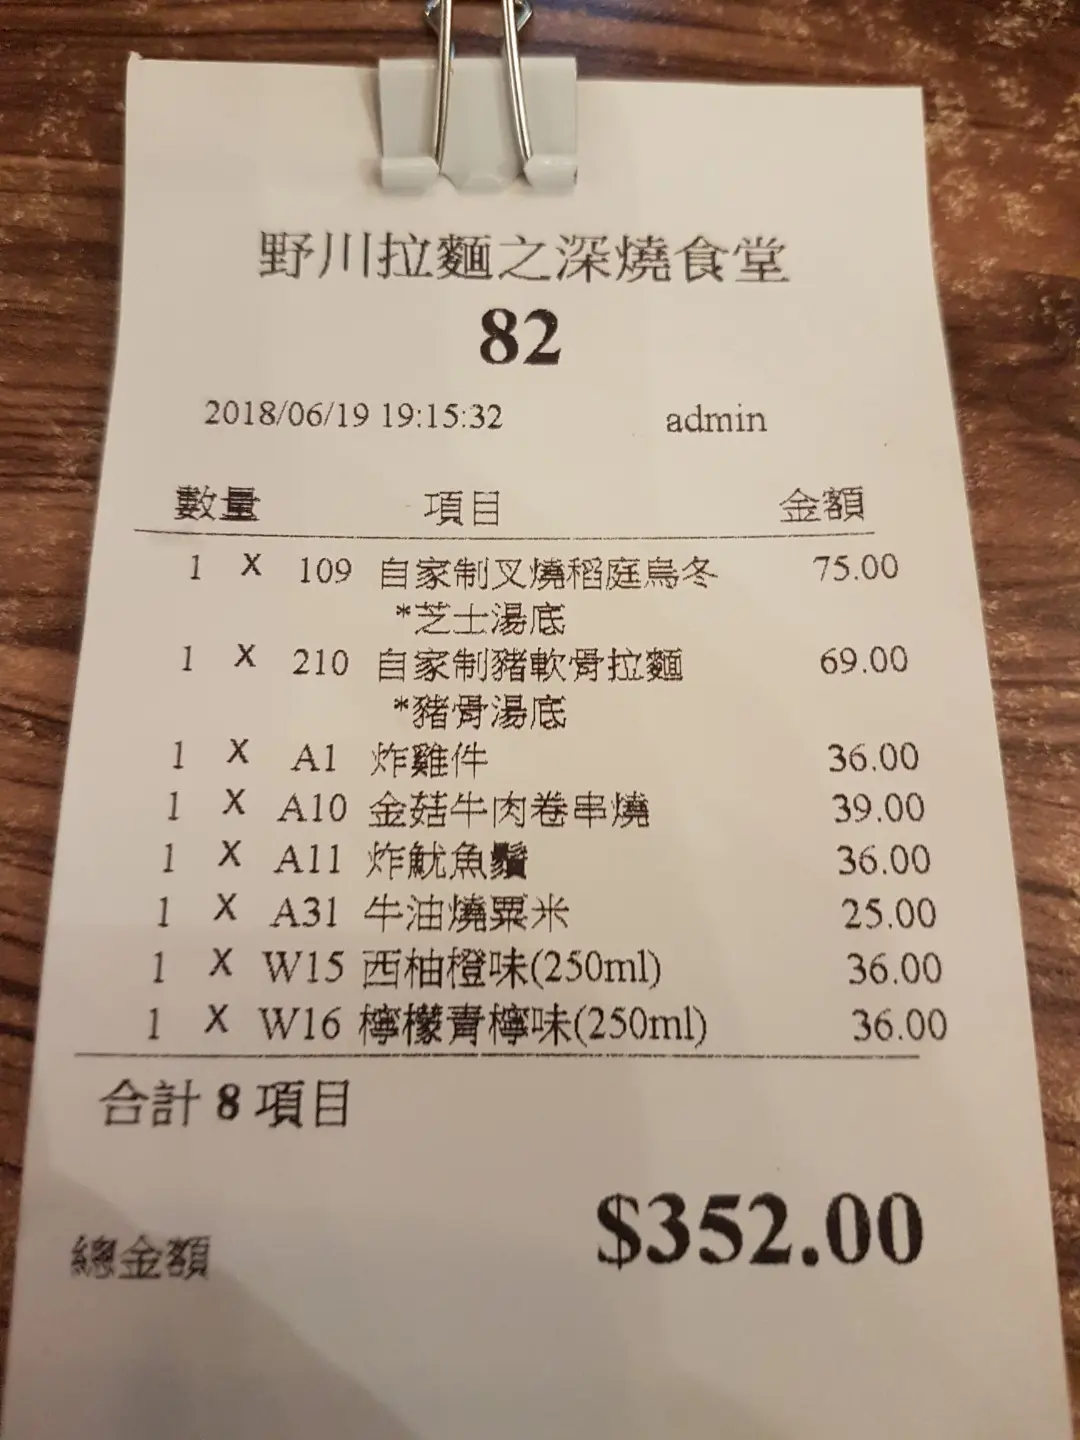 野川拉麵之深燒食堂
82
2018/06/19 19:15:32 admin
數量 項目 金額
1 X 109 自家制叉燒稻庭烏冬 75.00
*芝士湯底
1 X 210 自家制豬軟骨拉麵 69.00
*豬骨湯底
1 X A1 炸雞件 36.00
1 X A10 金菇牛肉卷串燒 39.00
1 X A11 炸魷魚鬚 36.00
1 X A31 牛油燒粟米 25.00
1 X W15 西柚橙味(250ml) 36.00
1 X W16 檸檬青檸味(250ml) 36.00
合計 8 項目
總金額 $352.00